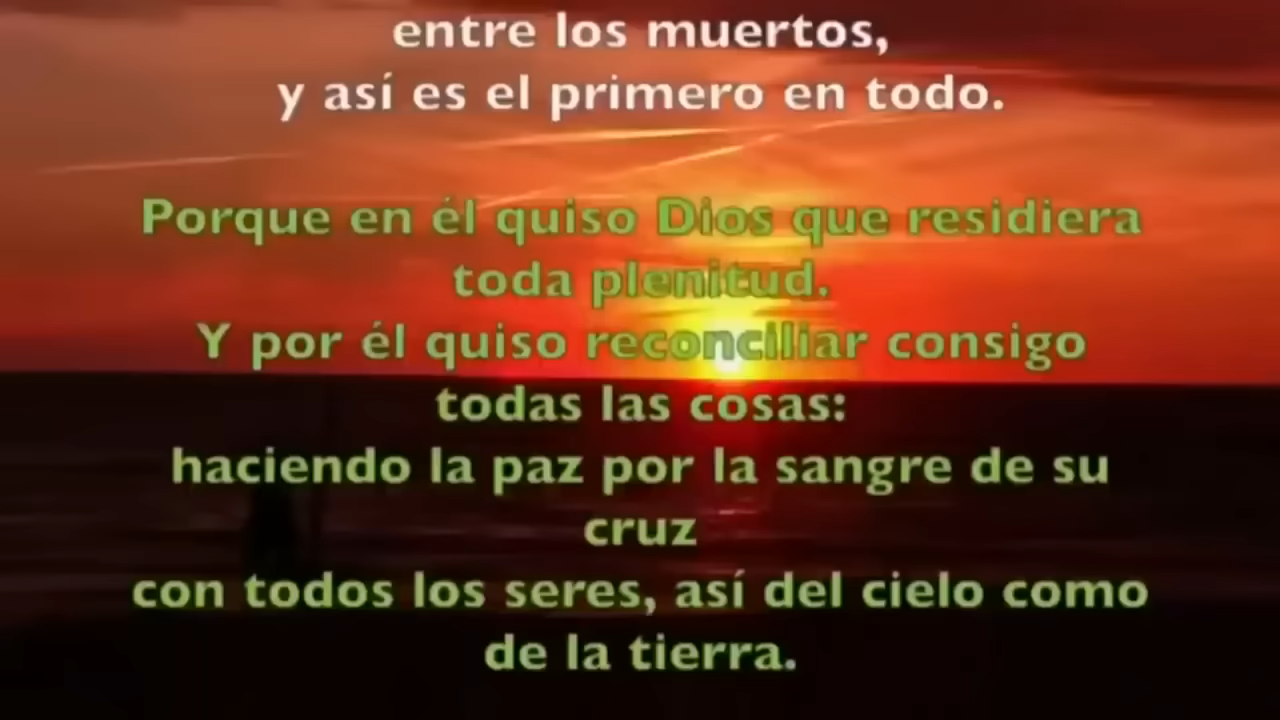 entre los muertos,
y así es el primero en todo.
Porque en él quiso Dios que residiera
toda plenitud.
Y por él quiso reconciliar consigo
todas las cosas:
haciendo la paz por la sangre de su
cruz
con todos los seres, así del cielo como
de la tierra.